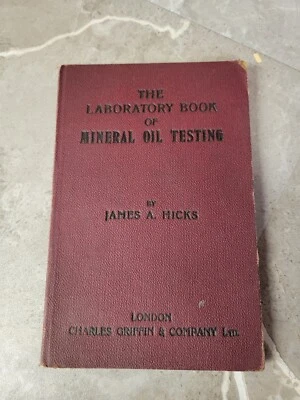 THE
LABORATORY BOOK
OF
MINERAL OIL TESTING
BY
JAMES A. HICKS
LONDON
CHARLES GRIFFIN & COMPANY LTD.